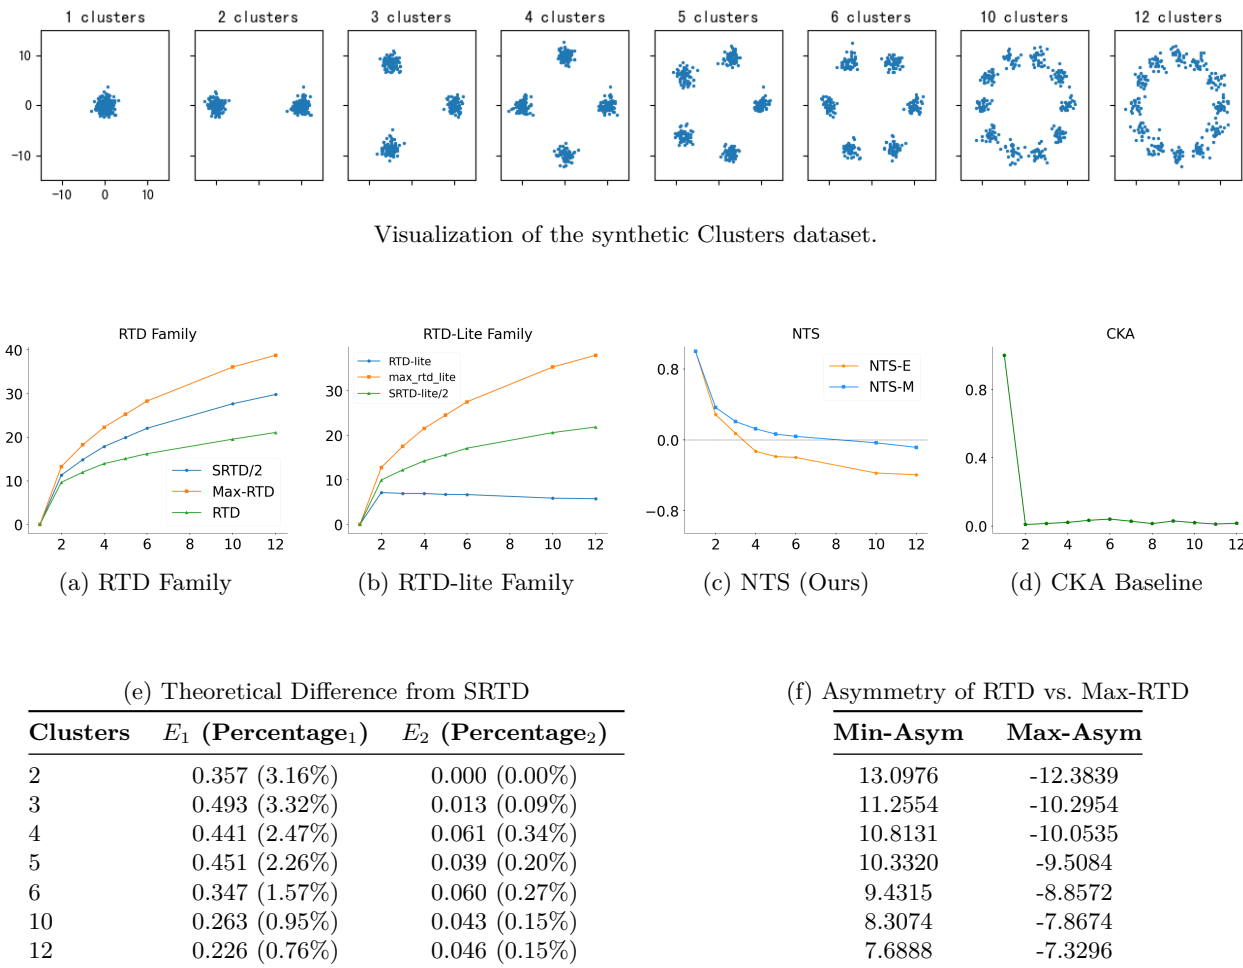 1 clusters 2 clusters 3 clusters 4 clusters 5 clusters 6 clusters 10 clusters 12 clusters
10
0
−10
−10 0 10
Visualization of the synthetic Clusters dataset.
RTD Family
40
30
20
10
0
SRTD/2
Max-RTD
RTD
2 4 6 8 10 12
(a) RTD Family
RTD-Lite Family
30
20
10
0
RTD-lite
max_rtd_lite
SRTD-lite/2
2 4 6 8 10 12
(b) RTD-lite Family
NTS
0.8
0.0
−0.8
NTS-E
NTS-M
2 4 6 8 10 12
(c) NTS (Ours)
CKA
0.8
0.4
0.0
2 4 6 8 10 12
(d) CKA Baseline
(e) Theoretical Difference from SRTD
Clusters E₁ (Percentage₁) E₂ (Percentage₂)
2 0.357 (3.16%) 0.000 (0.00%)
3 0.493 (3.32%) 0.013 (0.09%)
4 0.441 (2.47%) 0.061 (0.34%)
5 0.451 (2.26%) 0.039 (0.20%)
6 0.347 (1.57%) 0.060 (0.27%)
10 0.263 (0.95%) 0.043 (0.15%)
12 0.226 (0.76%) 0.046 (0.15%)
(f) Asymmetry of RTD vs. Max-RTD
Min-Asym Max-Asym
13.0976 -12.3839
11.2554 -10.2954
10.8131 -10.0535
10.3320 -9.5084
9.4315 -8.8572
8.3074 -7.8674
7.6888 -7.3296